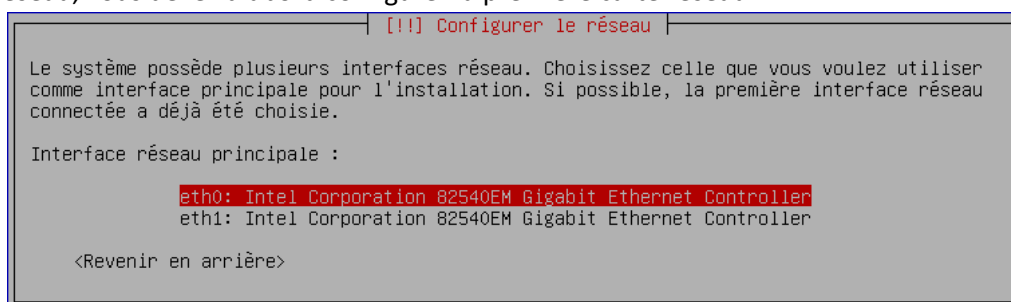 [!!] Configurer le réseau
Le système possède plusieurs interfaces réseau. Choisissez celle que vous voulez utiliser
comme interface principale pour l'installation. Si possible, la première interface réseau
connectée a déjà été choisie.
Interface réseau principale :
eth0: Intel Corporation 82540EM Gigabit Ethernet Controller
eth1: Intel Corporation 82540EM Gigabit Ethernet Controller
<Revenir en arrière>